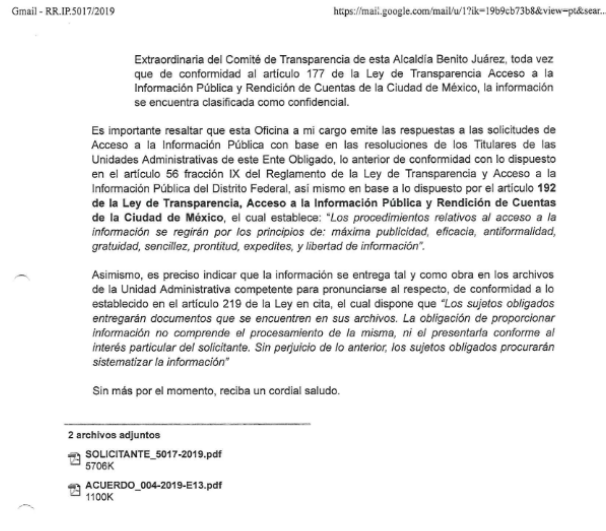 Gmail - RR.IP.5017/2019
https://mail.google.com/mail/u/1?ik=19b9cb73b8&view=pt&sear...
Extraordinaria del Comité de Transparencia de esta Alcaldía Benito Juárez, toda vez
que de conformidad al artículo 177 de la Ley de Transparencia Acceso a la
Información Pública y Rendición de Cuentas de la Ciudad de México, la información
se encuentra clasificada como confidencial.
Es importante resaltar que esta Oficina a mi cargo emite las respuestas a las solicitudes de
Acceso a la Información Pública con base en las resoluciones de los Titulares de las
Unidades Administrativas de este Ente Obligado, lo anterior de conformidad con lo dispuesto
en el artículo 56 fracción IX del Reglamento de la Ley de Transparencia y Acceso a la
Información Pública del Distrito Federal, así mismo en base a lo dispuesto por el artículo 192
de la Ley de Transparencia, Acceso a la Información Pública y Rendición de Cuentas
de la Ciudad de México, el cual establece: "Los procedimientos relativos al acceso a la
información se regirán por los principios de: máxima publicidad, eficacia, antiformalidad,
gratuidad, sencillez, prontitud, expedites, y libertad de información".
Asimismo, es preciso indicar que la información se entrega tal y como obra en los archivos
de la Unidad Administrativa competente para pronunciarse al respecto, de conformidad a lo
establecido en el artículo 219 de la Ley en cita, el cual dispone que "Los sujetos obligados
entregarán documentos que se encuentren en sus archivos. La obligación de proporcionar
información no comprende el procesamiento de la misma, ni el presentarla conforme al
interés particular del solicitante. Sin perjuicio de lo anterior, los sujetos obligados procurarán
sistematizar la información"
Sin más por el momento, reciba un cordial saludo.
2 archivos adjuntos
SOLICITANTE_5017-2019.pdf
5706K
ACUERDO_004-2019-E13.pdf
1100K